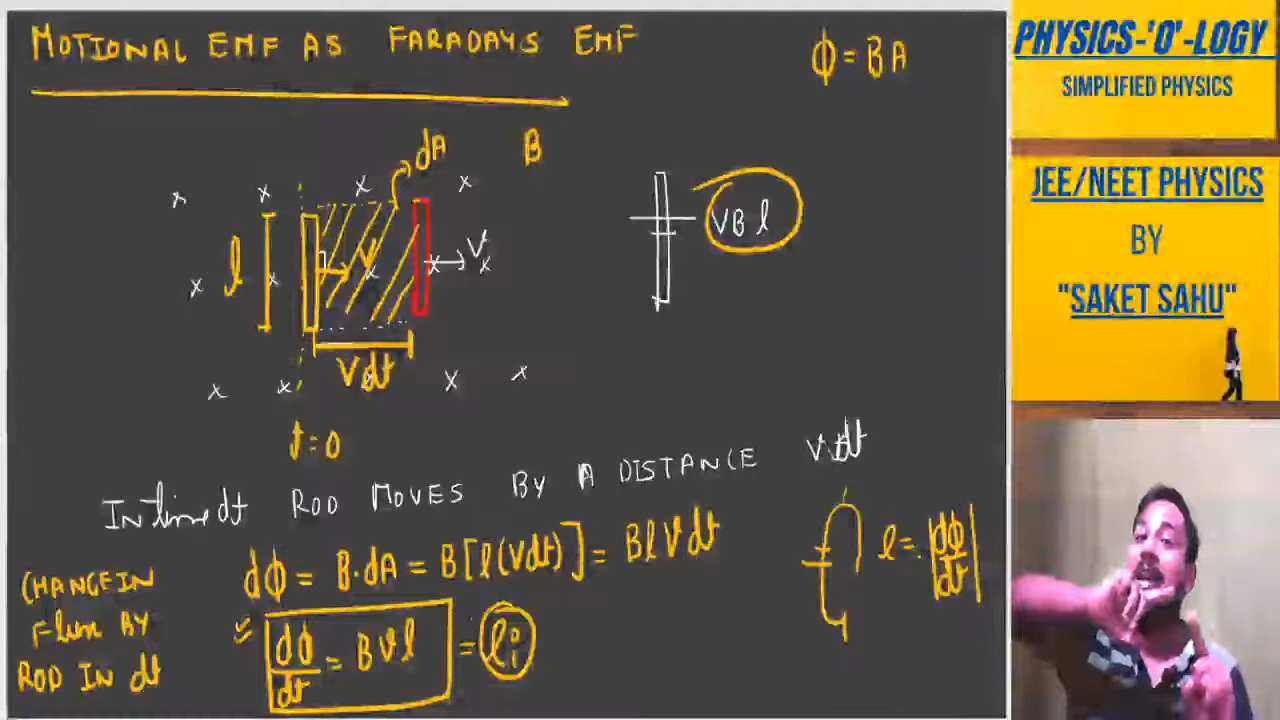 MOTIONAL EMF AS FARADAYS EMF
ϕ = BA
dA
B
l
V
V
Vdt
VBl
t=0
In time dt ROD MOVES BY A DISTANCE Vdt
CHANGE IN
Flux BY
ROD IN dt
dϕ = B·dA = B[l(Vdt)] = BlVdt
dϕ/dt = BVl = ei
e = |dϕ/dt|
PHYSICS-'O'-LOGY
SIMPLIFIED PHYSICS
JEE/NEET PHYSICS
BY
"SAKET SAHU"